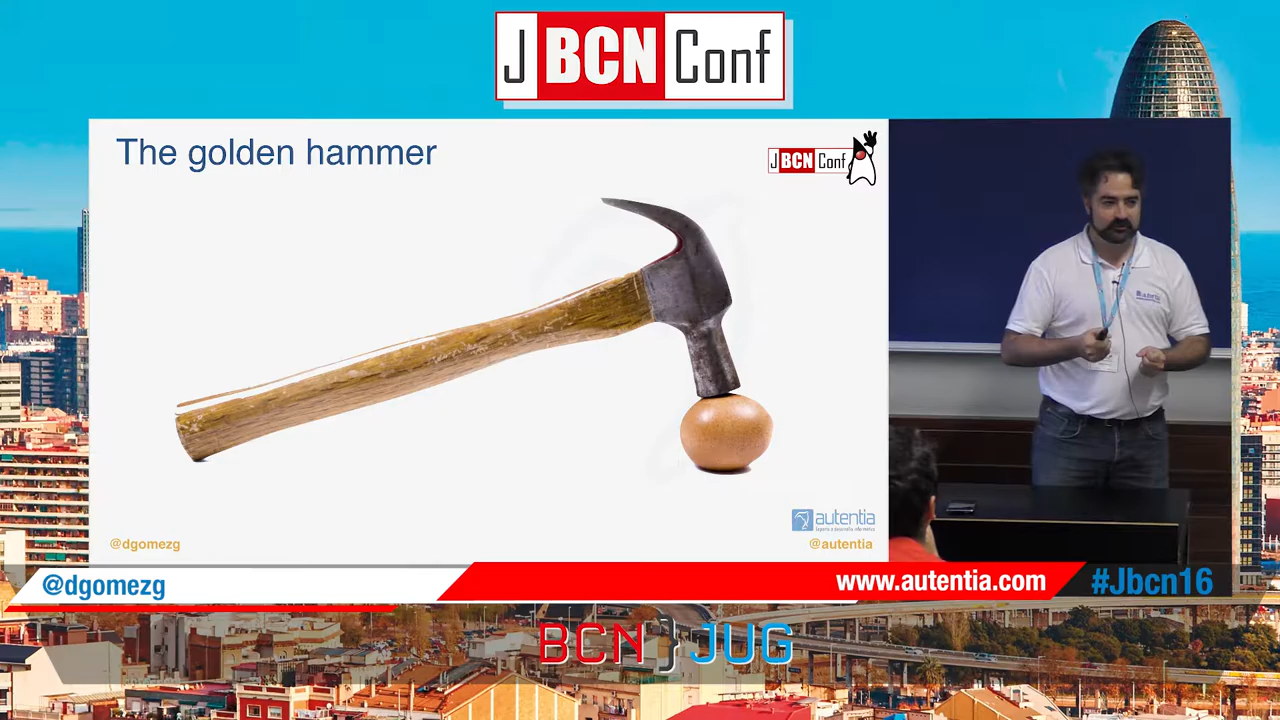 JBCNConf
The golden hammer
JBCNConf
autentia
@dgomezg
@autentia
@dgomezg
www.autentia.com
#Jbcn16
BCN JUG